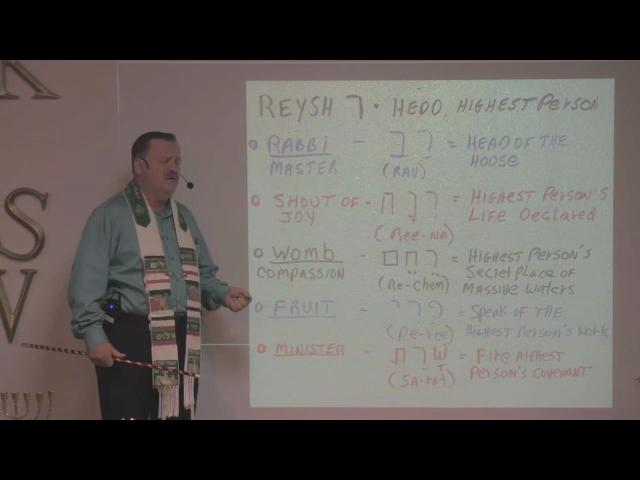 REYSH ר • HEAD, HIGHEST PERSON
RABBI – רב = HEAD OF THE
MASTER (RAV) HOUSE
SHOUT OF – רנה = HIGHEST PERSON'S
JOY (Ree-NA) LIFE DECLARED
WOMB – רחם = HIGHEST PERSON'S
COMPASSION (Re-chem) SECRET PLACE OF
MASSIVE WATERS
FRUIT – פרי = SPEAK OF THE
(Pe-ree) HIGHEST PERSON'S WORK
MINISTER – שרת = FIRE HIGHEST
(SA-rat) PERSON'S COVENANT
K
S
V